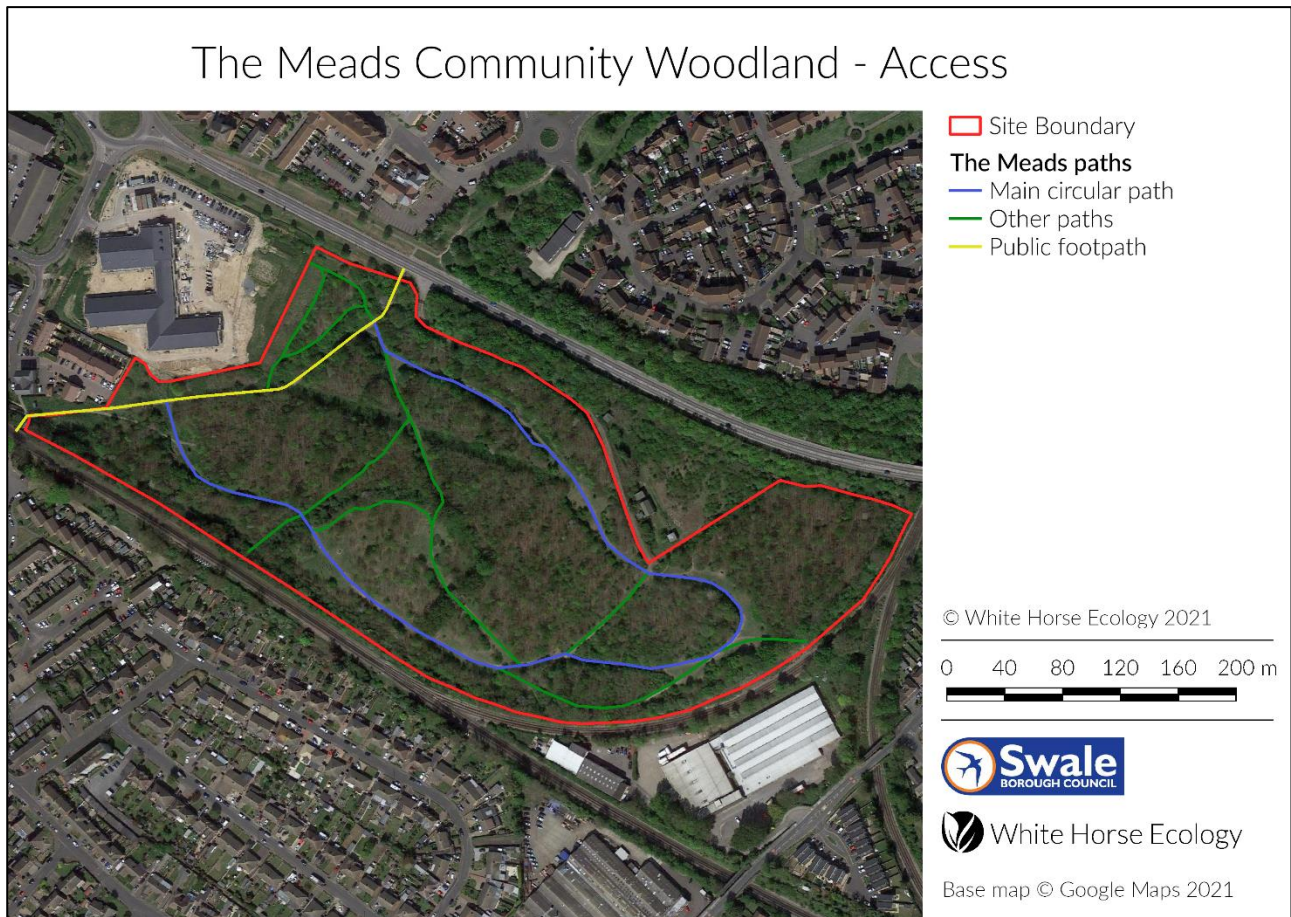 The Meads Community Woodland - Access
Site Boundary
The Meads paths
Main circular path
Other paths
Public footpath
© White Horse Ecology 2021
0 40 80 120 160 200 m
Swale
BOROUGH COUNCIL
White Horse Ecology
Base map © Google Maps 2021